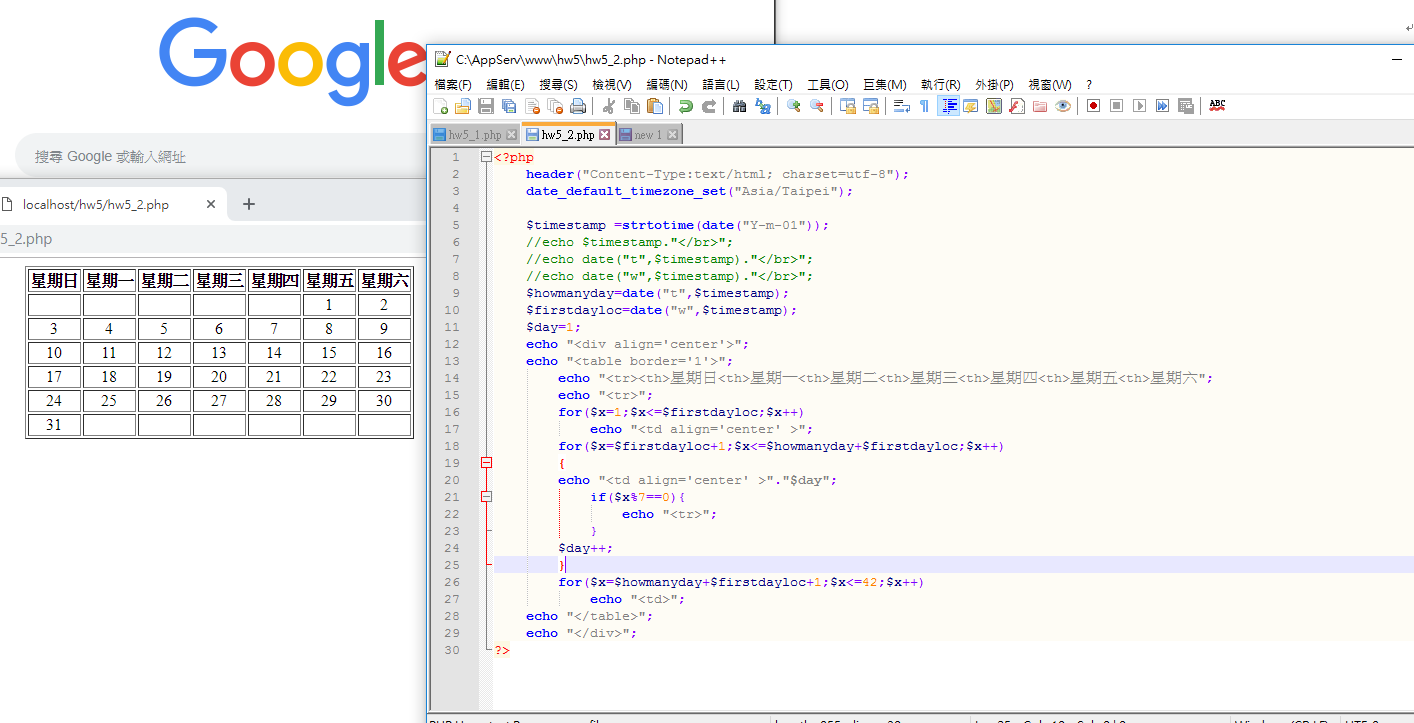 Google
搜尋 Google 或輸入網址
localhost/hw5/hw5_2.php
5_2.php
星期日 星期一 星期二 星期三 星期四 星期五 星期六
1 2
3 4 5 6 7 8 9
10 11 12 13 14 15 16
17 18 19 20 21 22 23
24 25 26 27 28 29 30
31
C:\AppServ\www\hw5\hw5_2.php - Notepad++
檔案(F) 編輯(E) 搜尋(S) 檢視(V) 編碼(N) 語言(L) 設定(T) 工具(O) 巨集(M) 執行(R) 外掛(P) 視窗(W) ?
ABC
hw5_1.php hw5_2.php new 1
1 <?php
2 header("Content-Type:text/html; charset=utf-8");
3 date_default_timezone_set("Asia/Taipei");
4
5 $timestamp =strtotime(date("Y-m-01"));
6 //echo $timestamp."</br>";
7 //echo date("t",$timestamp)."</br>";
8 //echo date("w",$timestamp)."</br>";
9 $howmanyday=date("t",$timestamp);
10 $firstdayloc=date("w",$timestamp);
11 $day=1;
12 echo "<div align='center'>";
13 echo "<table border='1'>";
14 echo "<tr><th>星期日<th>星期一<th>星期二<th>星期三<th>星期四<th>星期五<th>星期六";
15 echo "<tr>";
16 for($x=1;$x<=$firstdayloc;$x++)
17 echo "<td align='center' >";
18 for($x=$firstdayloc+1;$x<=$howmanyday+$firstdayloc;$x++)
19 {
20 echo "<td align='center' >"."$day";
21 if($x%7==0){
22 echo "<tr>";
23 }
24 $day++;
25 }
26 for($x=$howmanyday+$firstdayloc+1;$x<=42;$x++)
27 echo "<td>";
28 echo "</table>";
29 echo "</div>";
30 ?>